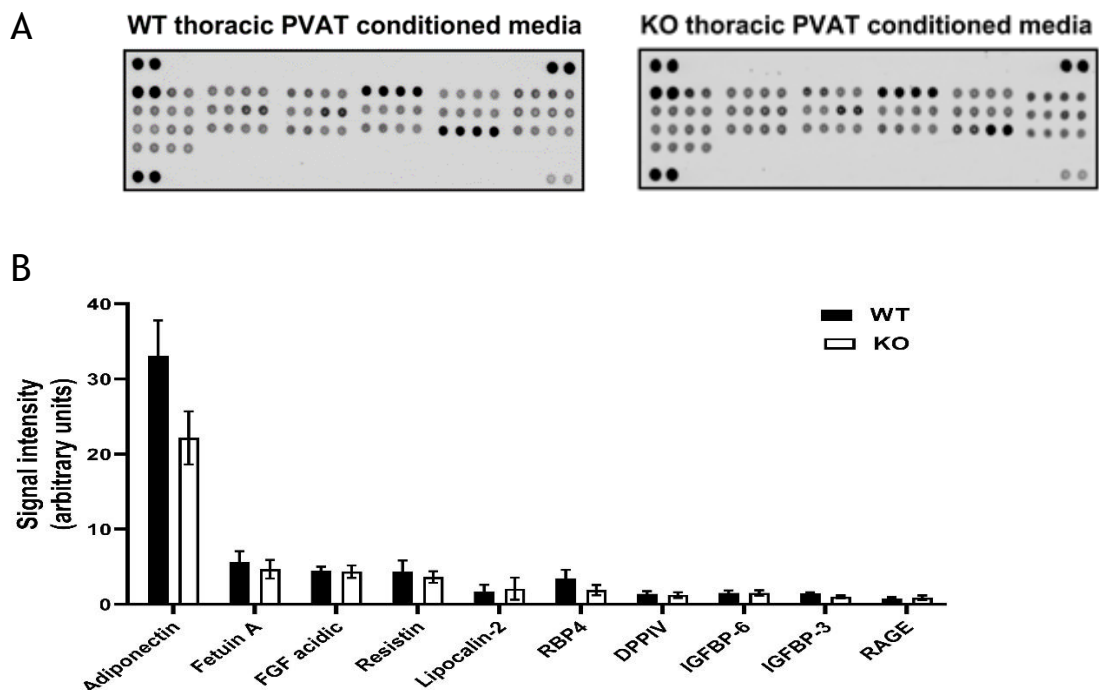 A
WT thoracic PVAT conditioned media
KO thoracic PVAT conditioned media
B
Signal intensity
(arbitrary units)
40
30
20
10
0
WT
KO
Adiponectin
Fetuin A
FGF acidic
Resistin
Lipocalin-2
RBP4
DPPIV
IGFBP-6
IGFBP-3
RAGE